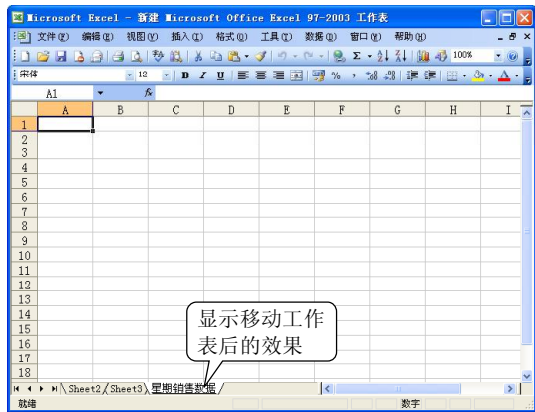 Microsoft Excel - 新建 Microsoft Office Excel 97-2003 工作表
文件(F) 编辑(E) 视图(V) 插入(I) 格式(O) 工具(T) 数据(D) 窗口(W) 帮助(H)
100%
宋体 12 B I U
A1 fx
A B C D E F G H I
1
2
3
4
5
6
7
8
9
10
11
12
13
14
15
16
17
18
显示移动工作
表后的效果
Sheet2 / Sheet3 \ 星期销售数据 /
就绪 数字